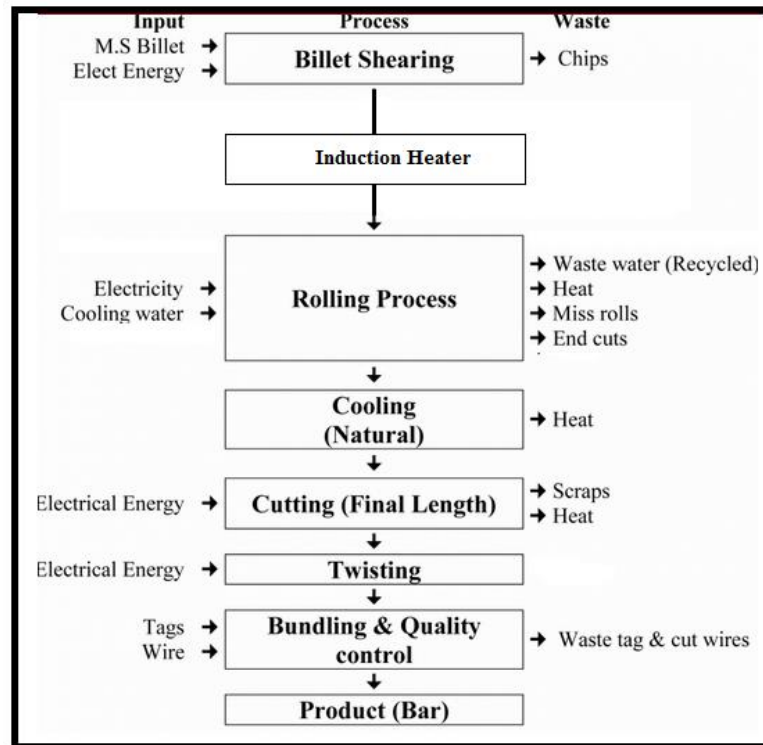 Input Process Waste
M.S Billet
Elect Energy
Billet Shearing
Chips
Induction Heater
Electricity
Cooling water
Rolling Process
Waste water (Recycled)
Heat
Miss rolls
End cuts
Cooling
(Natural)
Heat
Electrical Energy
Cutting (Final Length)
Scraps
Heat
Electrical Energy
Twisting
Tags
Wire
Bundling & Quality
control
Waste tag & cut wires
Product (Bar)